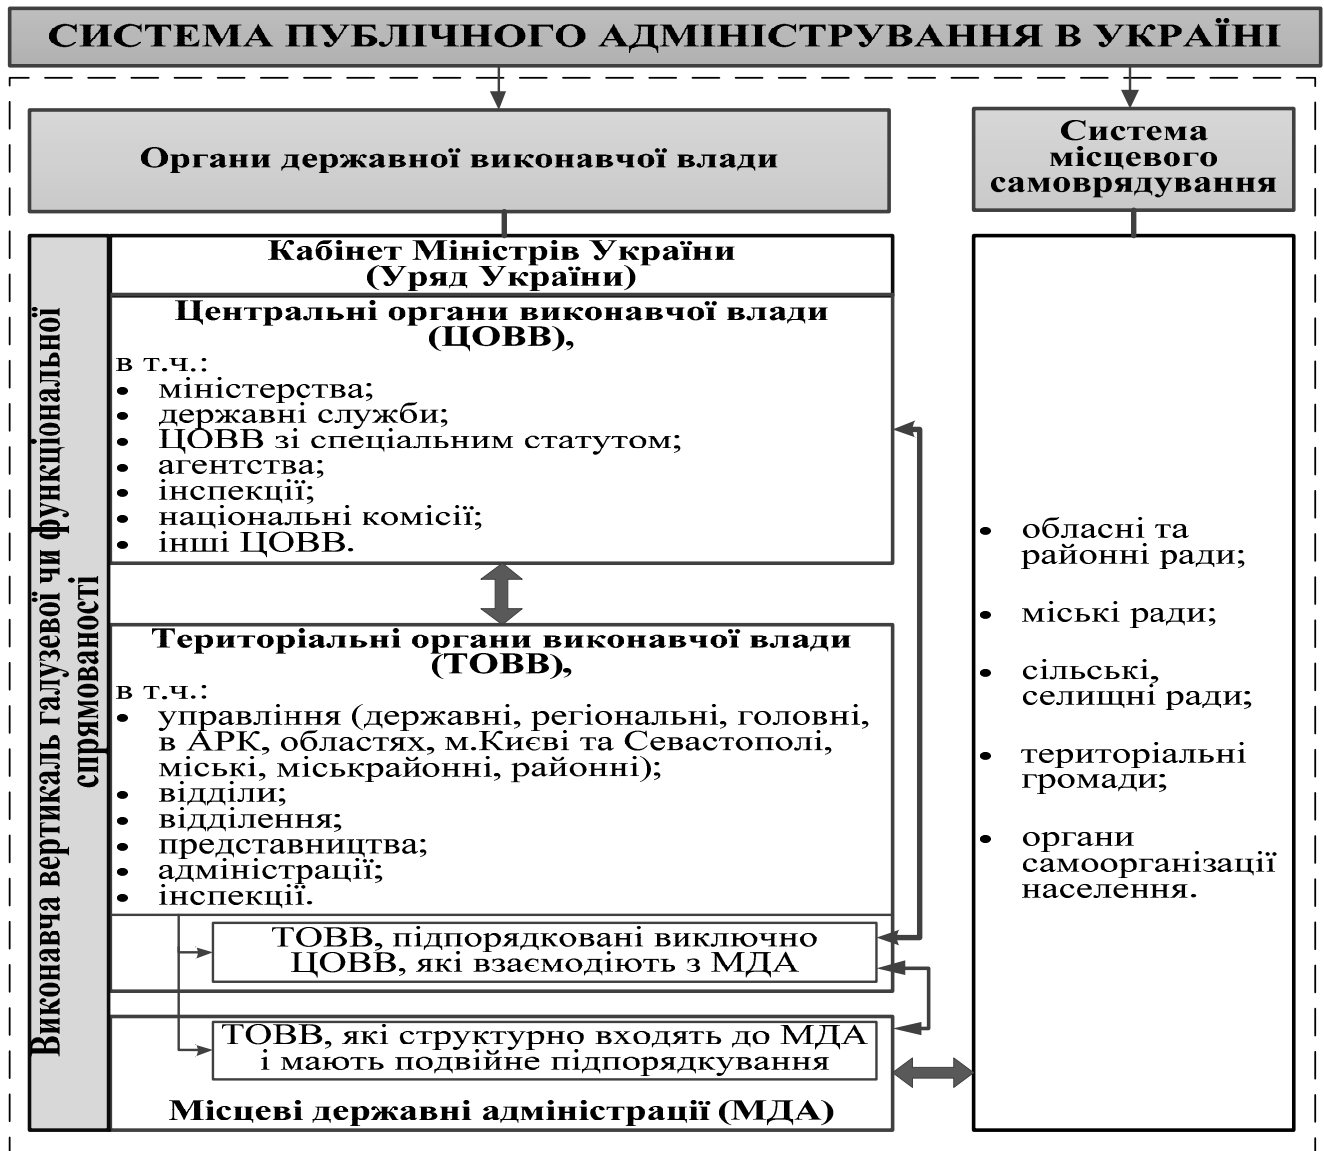 СИСТЕМА ПУБЛІЧНОГО АДМІНІСТРУВАННЯ В УКРАЇНІ
Органи державної виконавчої влади
Система
місцевого
самоврядування
Виконавча вертикаль галузевої чи функціональної
спрямованості
Кабінет Міністрів України
(Уряд України)
Центральні органи виконавчої влади
(ЦОВВ),
в т.ч.:
• міністерства;
• державні служби;
• ЦОВВ зі спеціальним статутом;
• агентства;
• інспекції;
• національні комісії;
• інші ЦОВВ.
Територіальні органи виконавчої влади
(ТОВВ),
в т.ч.:
• управління (державні, регіональні, головні,
в АРК, областях, м.Києві та Севастополі,
міські, міськрайонні, районні);
• відділи;
• відділення;
• представництва;
• адміністрації;
• інспекції.
ТОВВ, підпорядковані виключно
ЦОВВ, які взаємодіють з МДА
ТОВВ, які структурно входять до МДА
і мають подвійне підпорядкування
Місцеві державні адміністрації (МДА)
• обласні та
районні ради;
• міські ради;
• сільські,
селищні ради;
• територіальні
громади;
• органи
самоорганізації
населення.